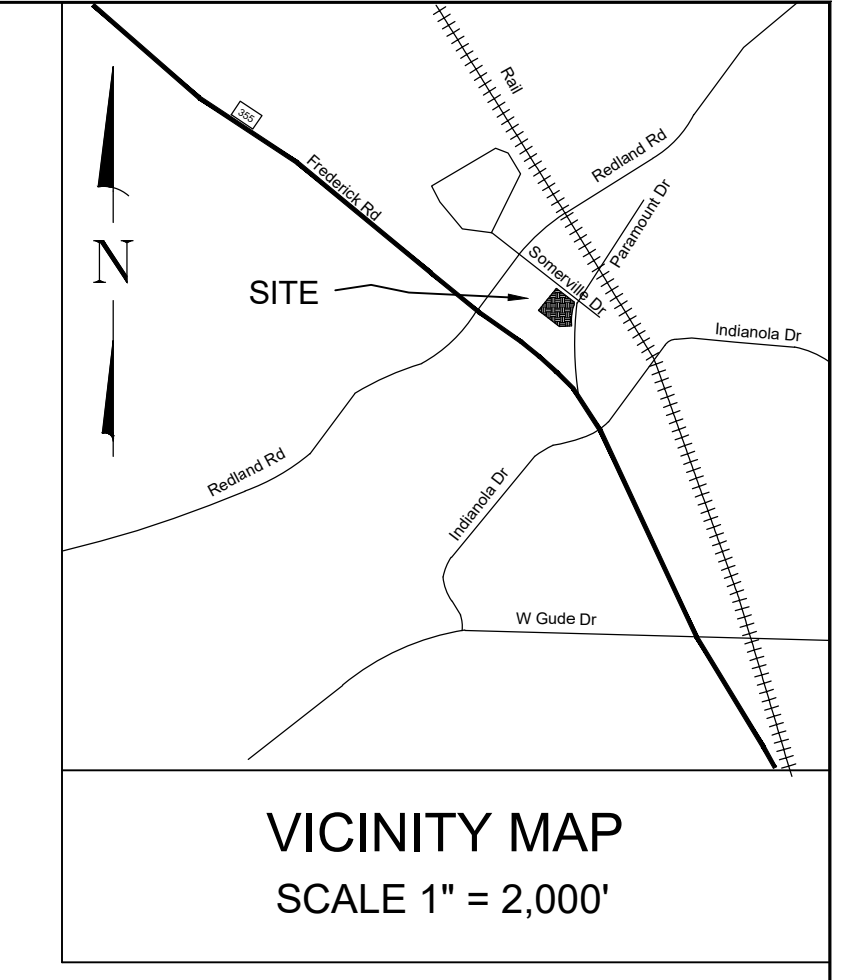 355
Rail
Redland Rd
Frederick Rd
Paramount Dr
N
Somerville Dr
SITE
Indianola Dr
Redland Rd
Indianola Dr
W Gude Dr
VICINITY MAP
SCALE 1" = 2,000'